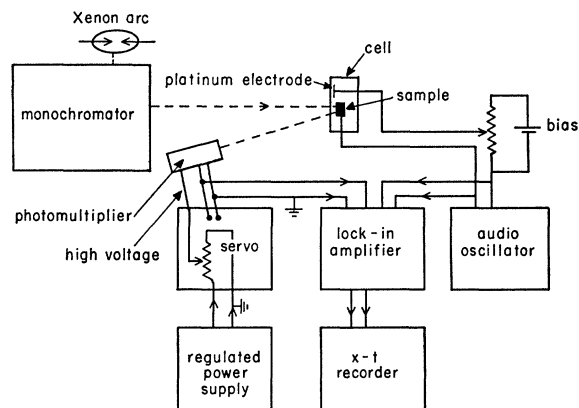 Xenon arc
cell
platinum electrode
sample
monochromator
bias
photomultiplier
high voltage
servo
lock-in
amplifier
audio
oscillator
regulated
power
supply
x-t
recorder